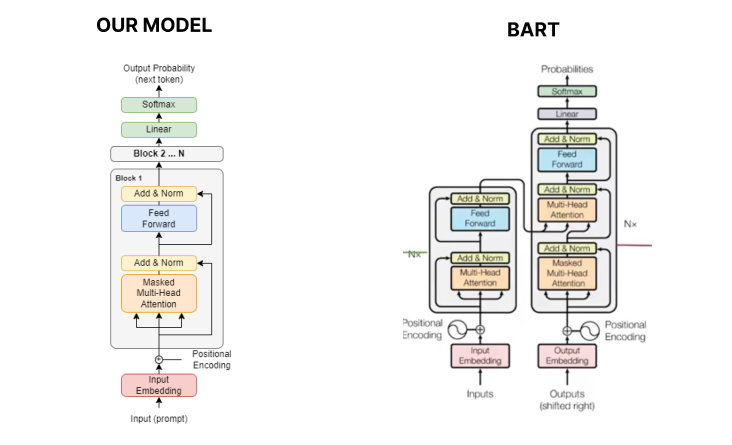 OUR MODEL
Output Probability
(next token)
Softmax
Linear
Block 2 ... N
Block 1
Add & Norm
Feed
Forward
Add & Norm
Masked
Multi-Head
Attention
Positional
Encoding
Input
Embedding
Input (prompt)
BART
Probabilities
Softmax
Linear
Add & Norm
Feed
Forward
Add & Norm
Multi-Head
Attention
Nx
Add & Norm
Masked
Multi-Head
Attention
Add & Norm
Feed
Forward
Nx
Add & Norm
Multi-Head
Attention
Positional
Encoding
Positional
Encoding
Input
Embedding
Output
Embedding
Inputs
Outputs
(shifted right)